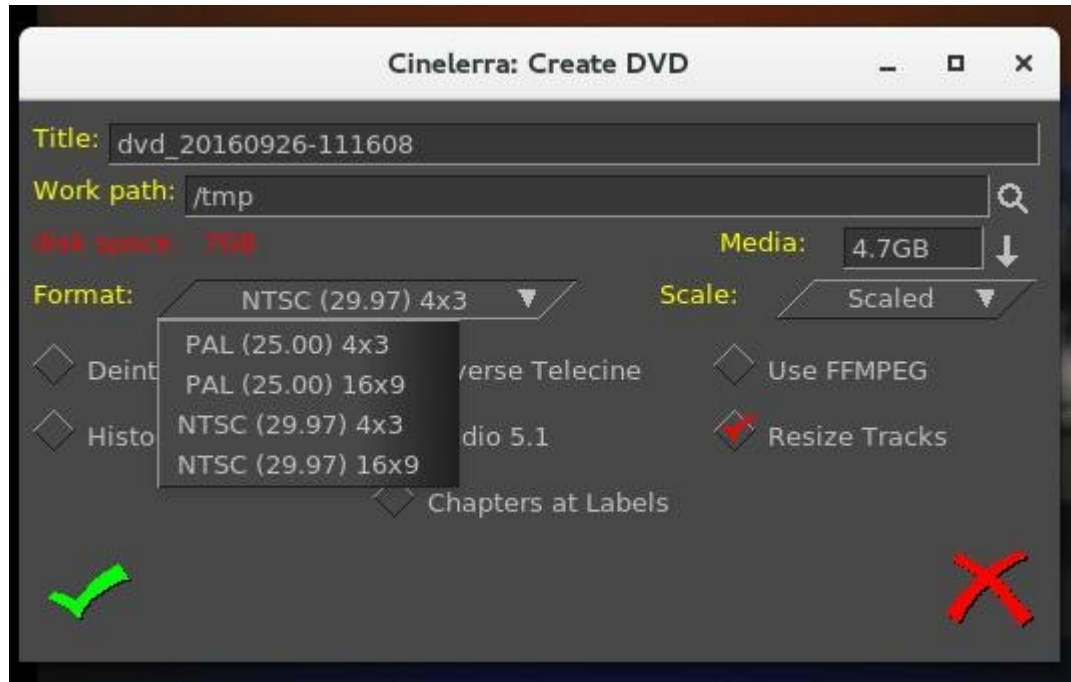 Cinelerra: Create DVD
Title: dvd_20160926-111608
Work path: /tmp
disk space: 7GB Media: 4.7GB
Format: NTSC (29.97) 4x3 Scale: Scaled
PAL (25.00) 4x3
PAL (25.00) 16x9
NTSC (29.97) 4x3
NTSC (29.97) 16x9
Deint verse Telecine Use FFMPEG
Histo dio 5.1 Resize Tracks
Chapters at Labels